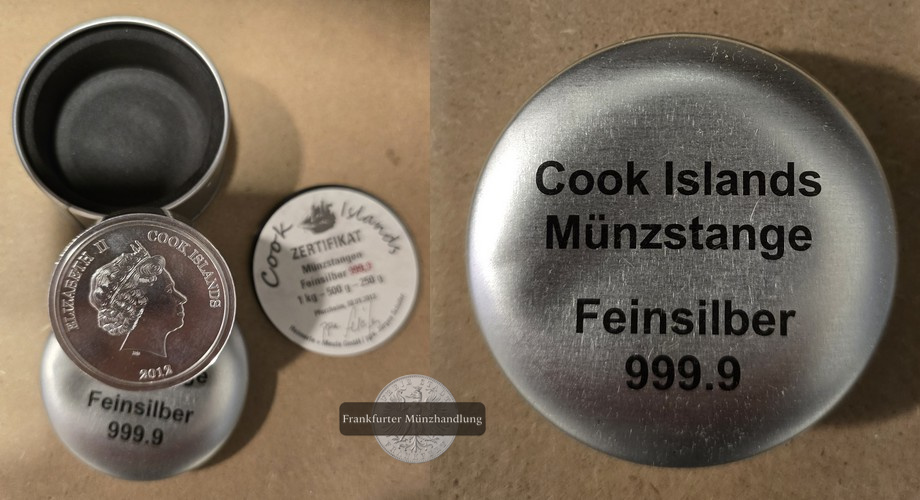 ELIZABETH II
COOK ISLANDS
2012
Feinsilber
999.9
Cook Islands
ZERTIFIKAT
Münzstangen
Feinsilber 999,9
1 kg – 500 g – 250 g
Frankfurter Münzhandlung
Cook Islands
Münzstange
Feinsilber
999.9